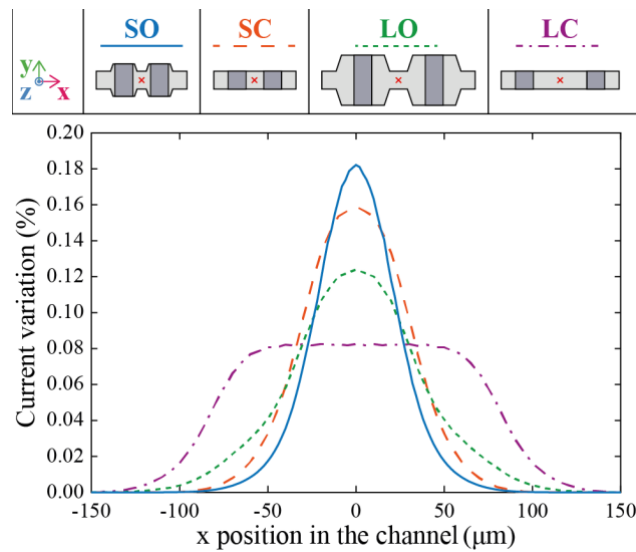 SO SC LO LC
y
z x
0.20
0.18
0.16
0.14
0.12
0.10
0.08
0.06
0.04
0.02
0.00
Current variation (%)
-150 -100 -50 0 50 100 150
x position in the channel (μm)